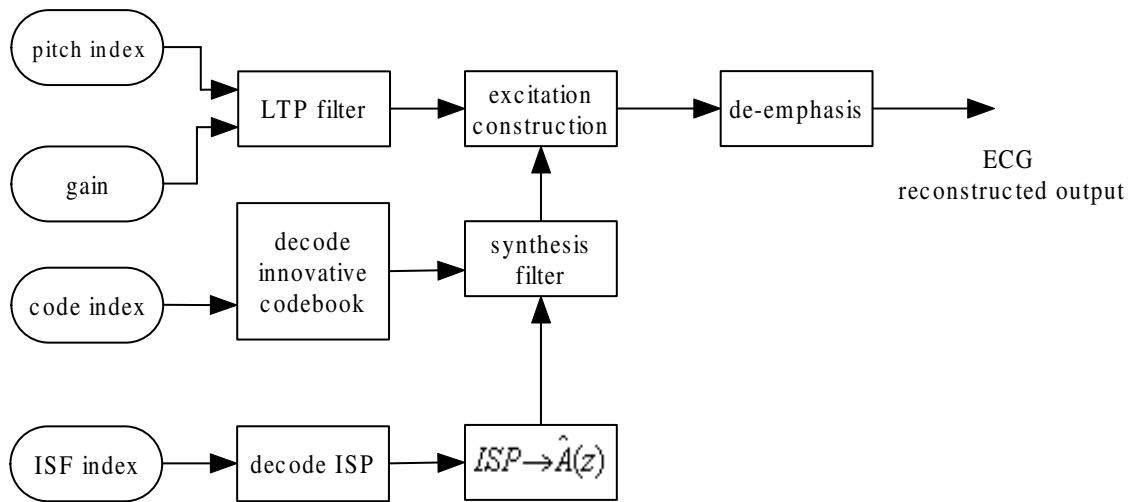 pitch index
LTP filter
excitation
construction
de-emphasis
gain
ECG
reconstructed output
decode
innovative
codebook
synthesis
filter
code index
ISF index
decode ISP
ISP→Â(z)